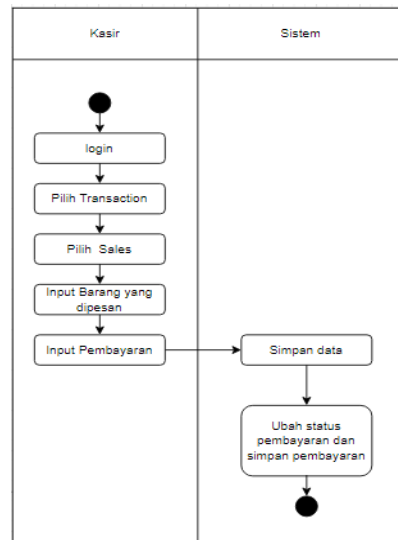 Kasir
Sistem
login
Pilih Transaction
Pilih Sales
Input Barang yang
dipesan
Input Pembayaran
Simpan data
Ubah status
pembayaran dan
simpan pembayaran